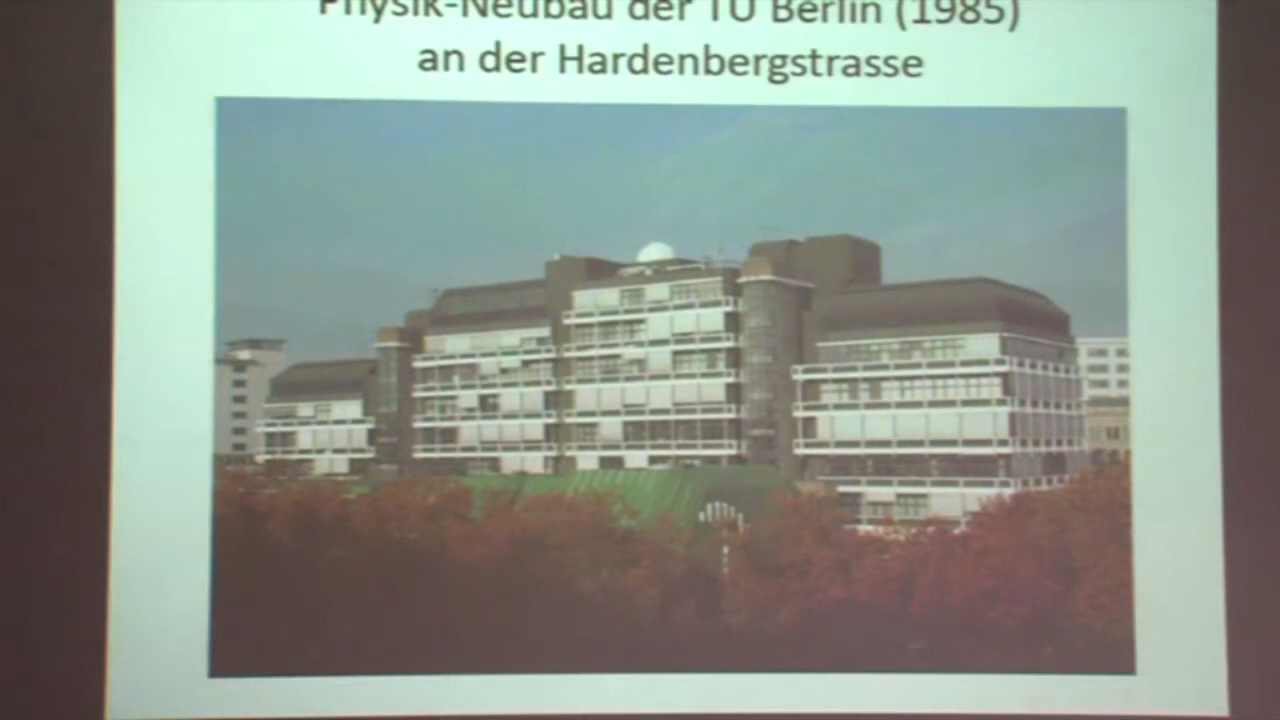 Physik-Neubau der TU Berlin (1985)
an der Hardenbergstrasse